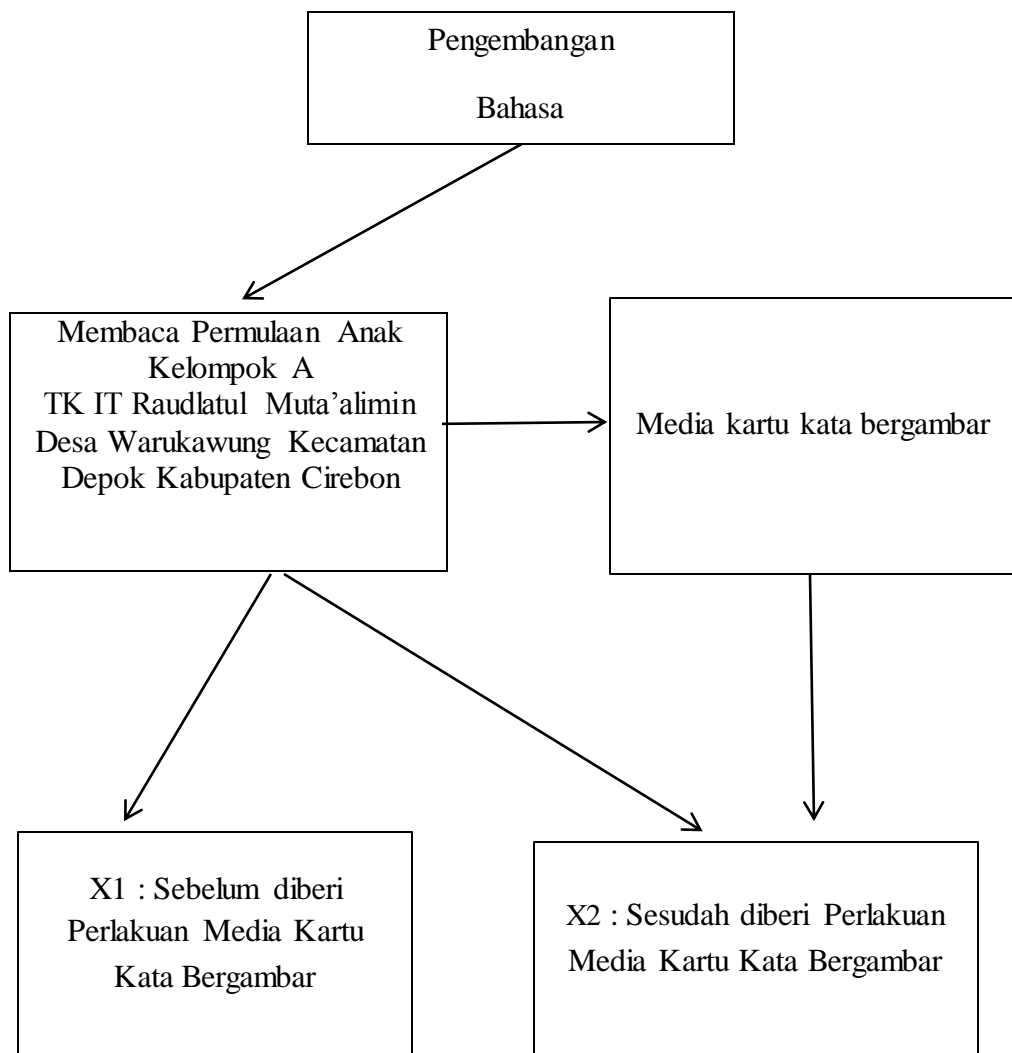 Pengembangan
Bahasa
Membaca Permulaan Anak
Kelompok A
TK IT Raudlatul Muta’alimin
Desa Warukawung Kecamatan
Depok Kabupaten Cirebon
Media kartu kata bergambar
X1 : Sebelum diberi
Perlakuan Media Kartu
Kata Bergambar
X2 : Sesudah diberi Perlakuan
Media Kartu Kata Bergambar